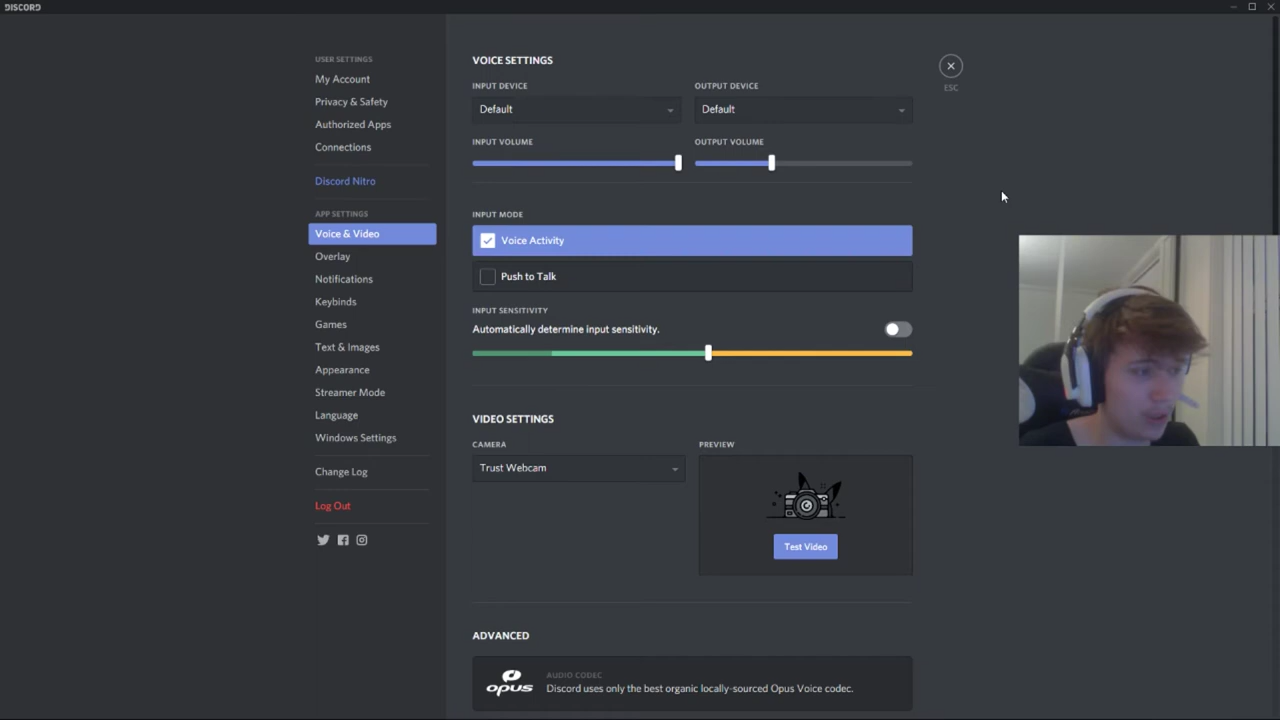 DISCORD
USER SETTINGS
My Account
Privacy & Safety
Authorized Apps
Connections
Discord Nitro
APP SETTINGS
Voice & Video
Overlay
Notifications
Keybinds
Games
Text & Images
Appearance
Streamer Mode
Language
Windows Settings
Change Log
Log Out
VOICE SETTINGS
INPUT DEVICE
Default
OUTPUT DEVICE
Default
INPUT VOLUME
OUTPUT VOLUME
INPUT MODE
Voice Activity
Push to Talk
INPUT SENSITIVITY
Automatically determine input sensitivity.
VIDEO SETTINGS
CAMERA
Trust Webcam
PREVIEW
Test Video
ADVANCED
opus
AUDIO CODEC
Discord uses only the best organic locally-sourced Opus Voice codec.
ESC